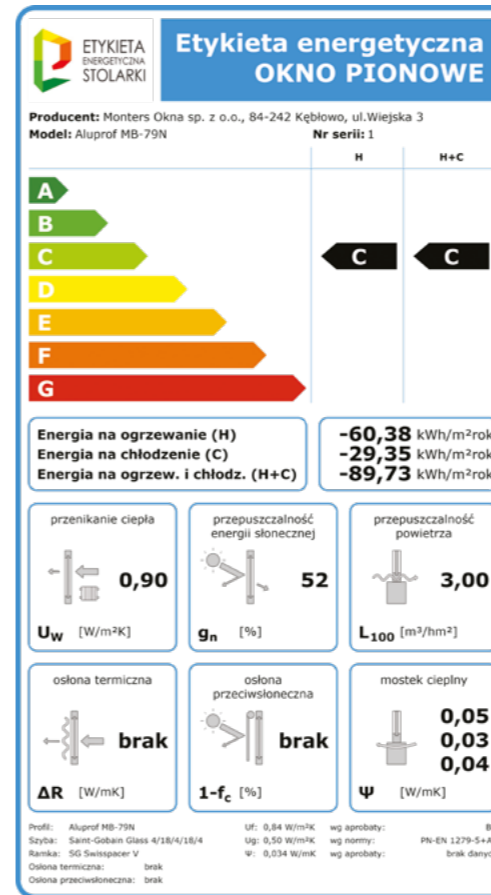 ETYKIETA
ENERGETYCZNA
STOLARKI
Etykieta energetyczna
OKNO PIONOWE
Producent: Monters Okna sp. z o.o., 84-242 Kębłowo, ul.Wiejska 3
Model: Aluprof MB-79N Nr serii: 1
H H+C
A
B
C C C
D
E
F
G
Energia na ogrzewanie (H) -60,38 kWh/m²rok
Energia na chłodzenie (C) -29,35 kWh/m²rok
Energia na ogrzew. i chłodz. (H+C) -89,73 kWh/m²rok
przenikanie ciepła
0,90
Uw [W/m²K]
przepuszczalność
energii słonecznej
52
gn [%]
przepuszczalność
powietrza
3,00
L100 [m³/hm²]
osłona termiczna
brak
ΔR [W/mK]
osłona
przeciwsłoneczna
brak
1-fc [%]
mostek cieplny
0,05
0,03
0,04
Ψ [W/mK]
Profil: Aluprof MB-79N Uf: 0,84 W/m²K wg aprobaty: B
Szyba: Saint-Gobain Glass 4/18/4/18/4 Ug: 0,50 W/m²K wg normy: PN-EN 1279-5+A
Ramka: SG Swisspacer V Ψ: 0,034 W/mK wg aprobaty: brak danyc
Osłona termiczna: brak
Osłona przeciwsłoneczna: brak